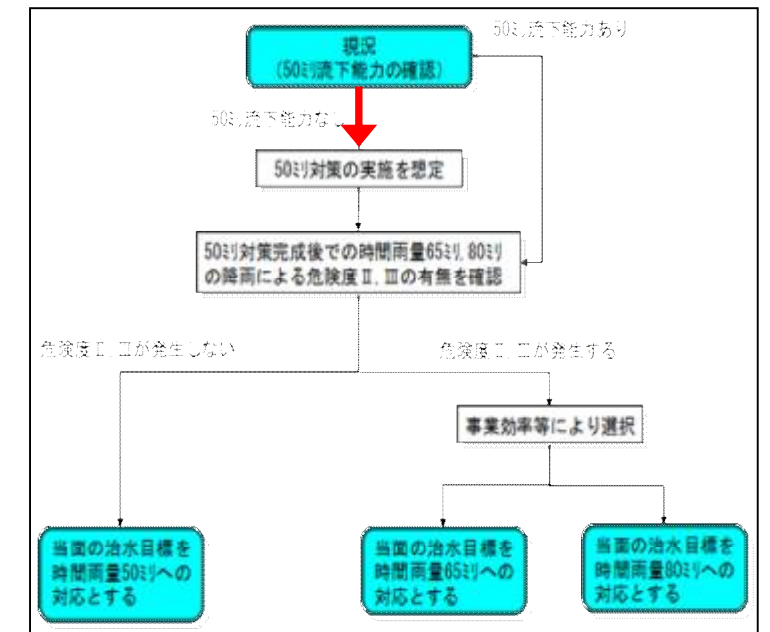 50ミリ流下能力あり
現況
(50ミリ流下能力の確認)
50ミリ流下能力なし
50ミリ対策の実施を想定
50ミリ対策完成後での時間雨量65ミリ,80ミリ
の降雨による危険度Ⅱ,Ⅲの有無を確認
危険度Ⅱ,Ⅲが発生しない
危険度Ⅱ,Ⅲが発生する
事業効率等により選択
当面の治水目標を
時間雨量50ミリへの
対応とする
当面の治水目標を
時間雨量65ミリへの
対応とする
当面の治水目標を
時間雨量80ミリへの
対応とする